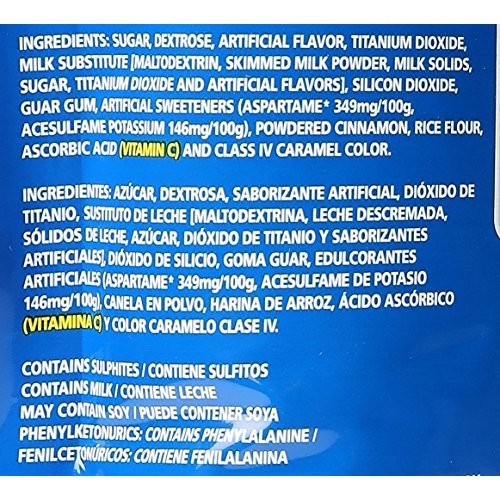 INGREDIENTS: SUGAR, DEXTROSE, ARTIFICIAL FLAVOR, TITANIUM DIOXIDE,
MILK SUBSTITUTE [MALTODEXTRIN, SKIMMED MILK POWDER, MILK SOLIDS,
SUGAR, TITANIUM DIOXIDE AND ARTIFICIAL FLAVORS], SILICON DIOXIDE,
GUAR GUM, ARTIFICIAL SWEETENERS (ASPARTAME* 349mg/100g,
ACESULFAME POTASSIUM 146mg/100g), POWDERED CINNAMON, RICE FLOUR,
ASCORBIC ACID (VITAMIN C) AND CLASS IV CARAMEL COLOR.
INGREDIENTES: AZÚCAR, DEXTROSA, SABORIZANTE ARTIFICIAL, DIÓXIDO DE
TITANIO, SUSTITUTO DE LECHE [MALTODEXTRINA, LECHE DESCREMADA,
SÓLIDOS DE LECHE, AZÚCAR, DIÓXIDO DE TITANIO Y SABORIZANTES
ARTIFICIALES], DIÓXIDO DE SILICIO, GOMA GUAR, EDULCORANTES
ARTIFICIALES (ASPARTAME* 349mg/100g, ACESULFAME DE POTASIO
146mg/100g), CANELA EN POLVO, HARINA DE ARROZ, ÁCIDO ASCÓRBICO
(VITAMINA C) Y COLOR CARAMELO CLASE IV.
CONTAINS SULPHITES / CONTIENE SULFITOS
CONTAINS MILK / CONTIENE LECHE
MAY CONTAIN SOY / PUEDE CONTENER SOYA
PHENYLKETONURICS: CONTAINS PHENYLALANINE /
FENILCETONÚRICOS: CONTIENE FENILALANINA